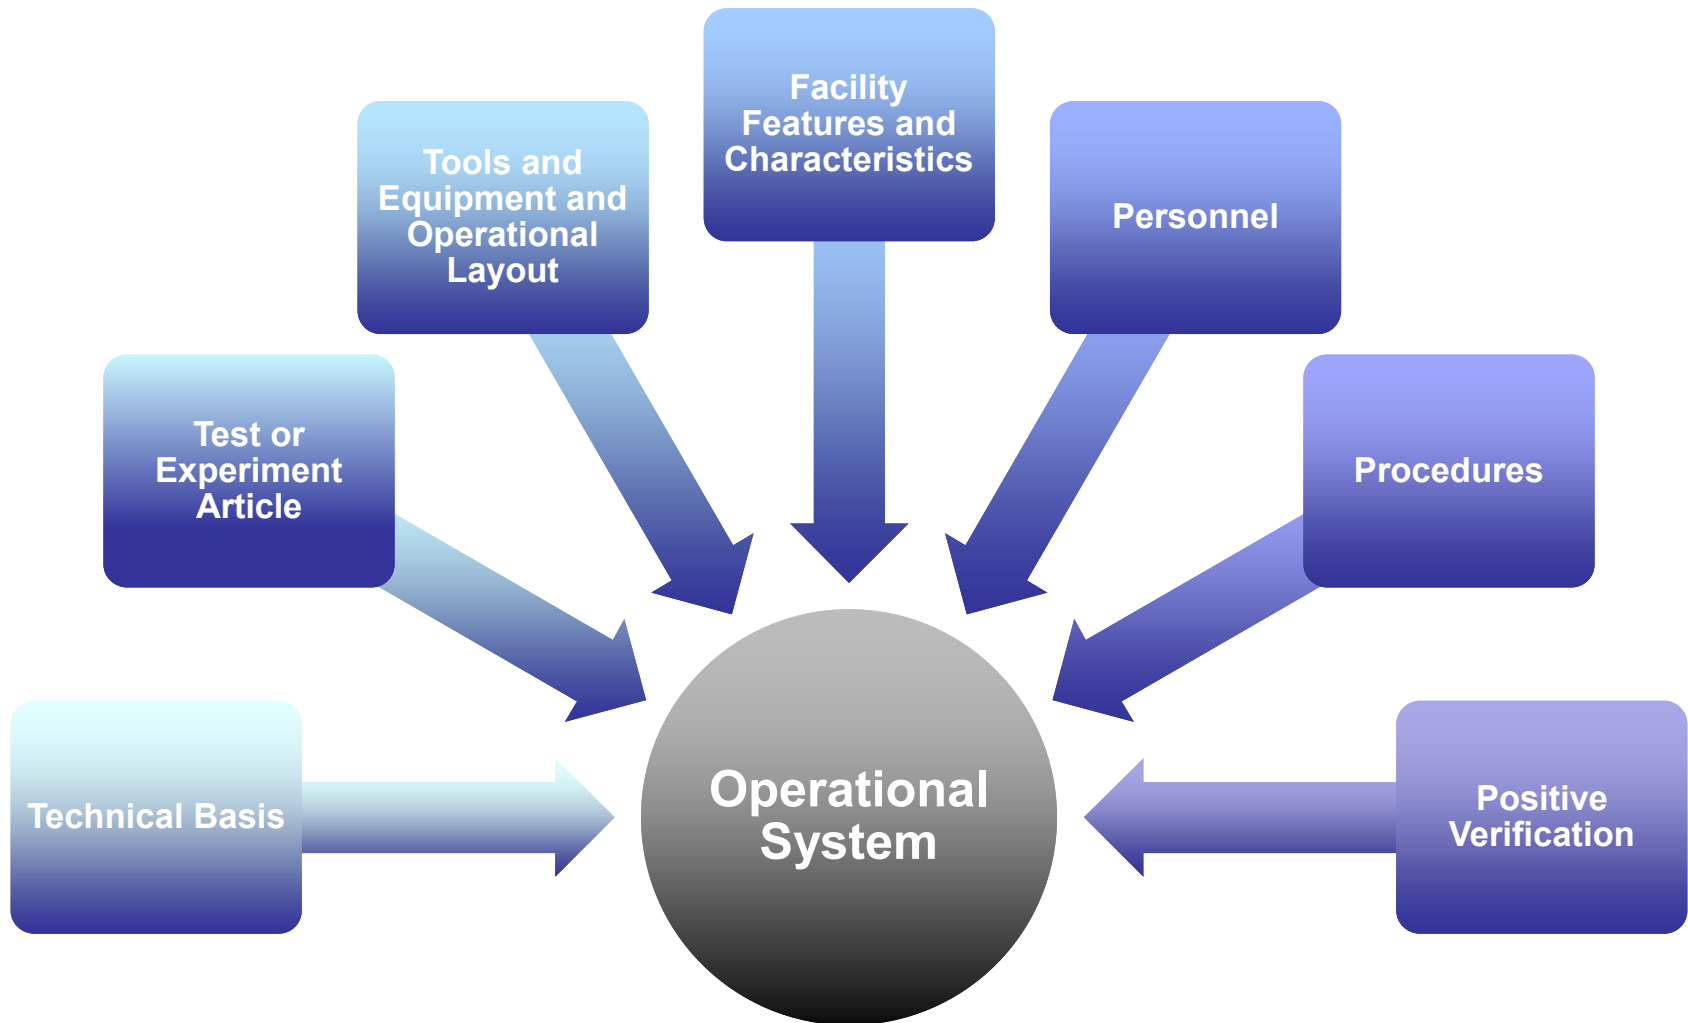 Facility
Features and
Characteristics
Tools and
Equipment and
Operational
Layout
Personnel
Test or
Experiment
Article
Procedures
Technical Basis
Operational
System
Positive
Verification